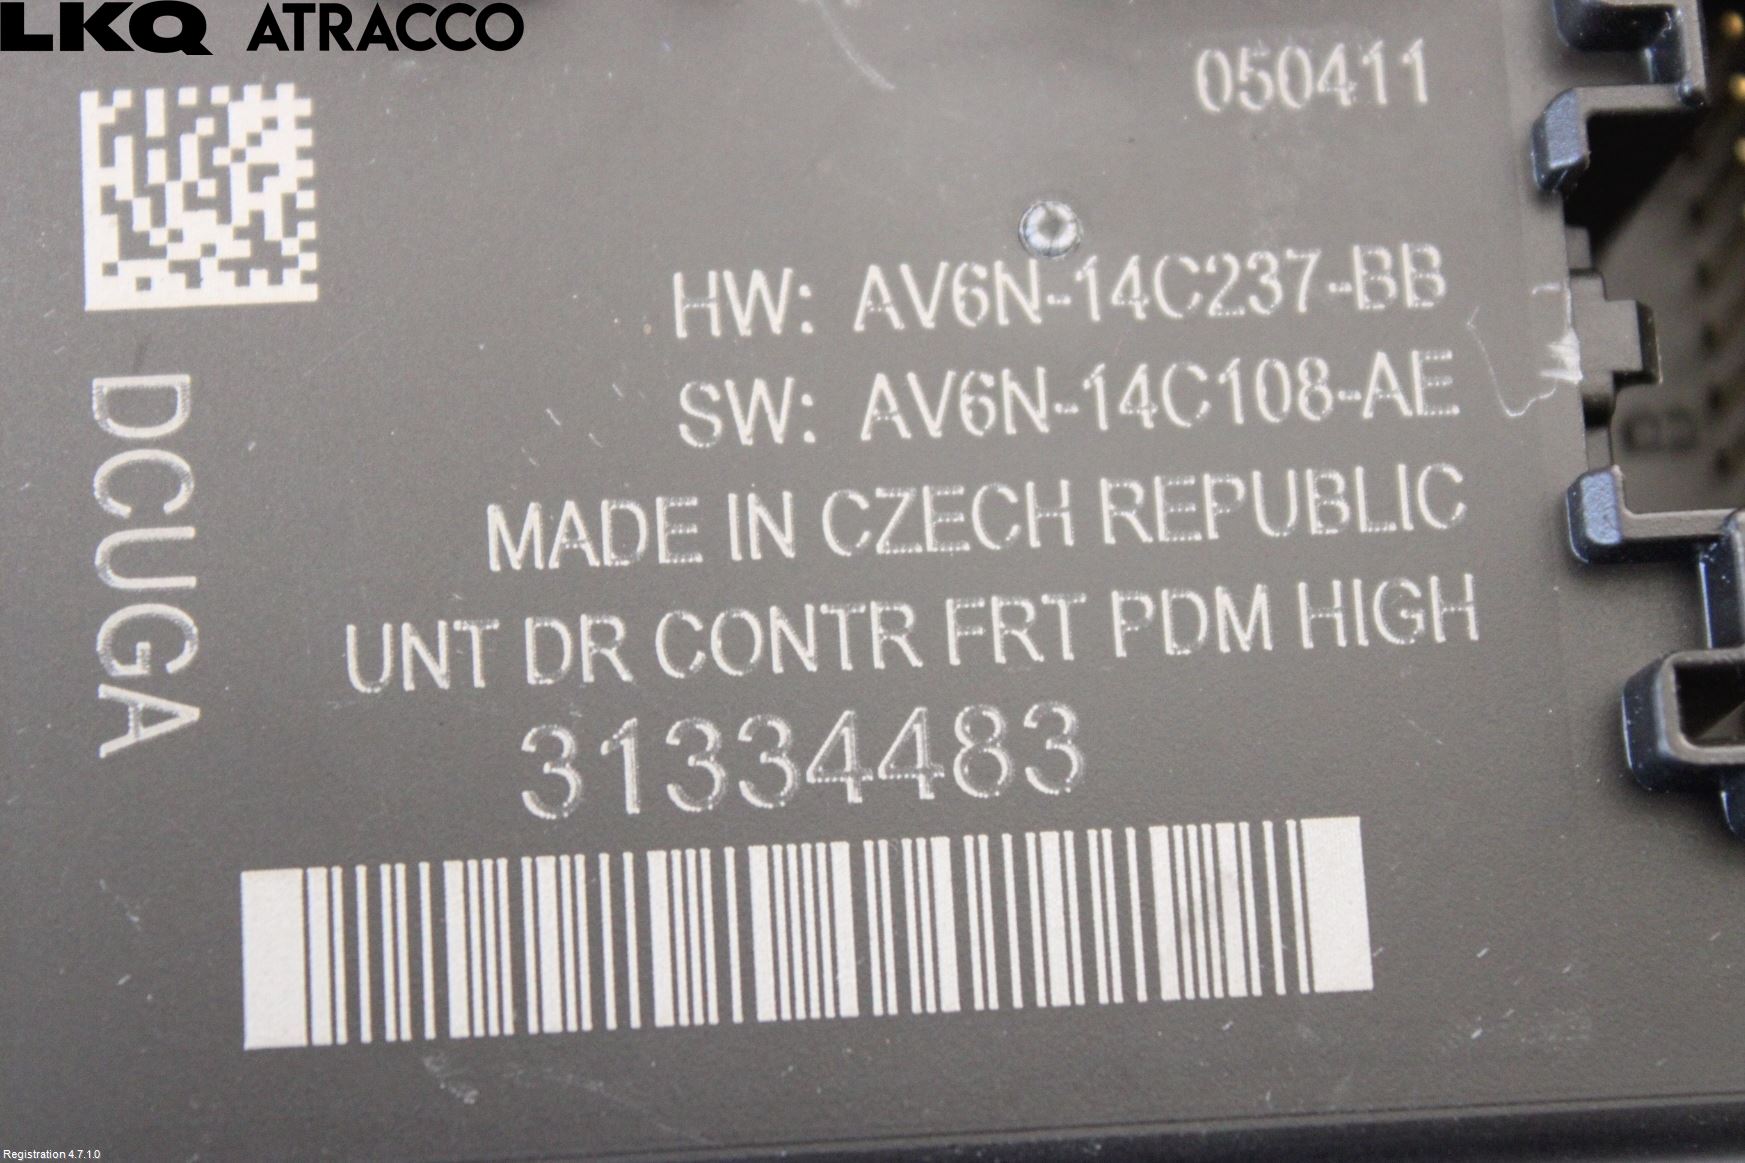 LKQ ATRACCO
050411
HW: AV6N-14C237-BB
SW: AV6N-14C108-AE
MADE IN CZECH REPUBLIC
UNT DR CONTR FRT PDM HIGH
31334483
DCUGA
Registration 4.7.1.0